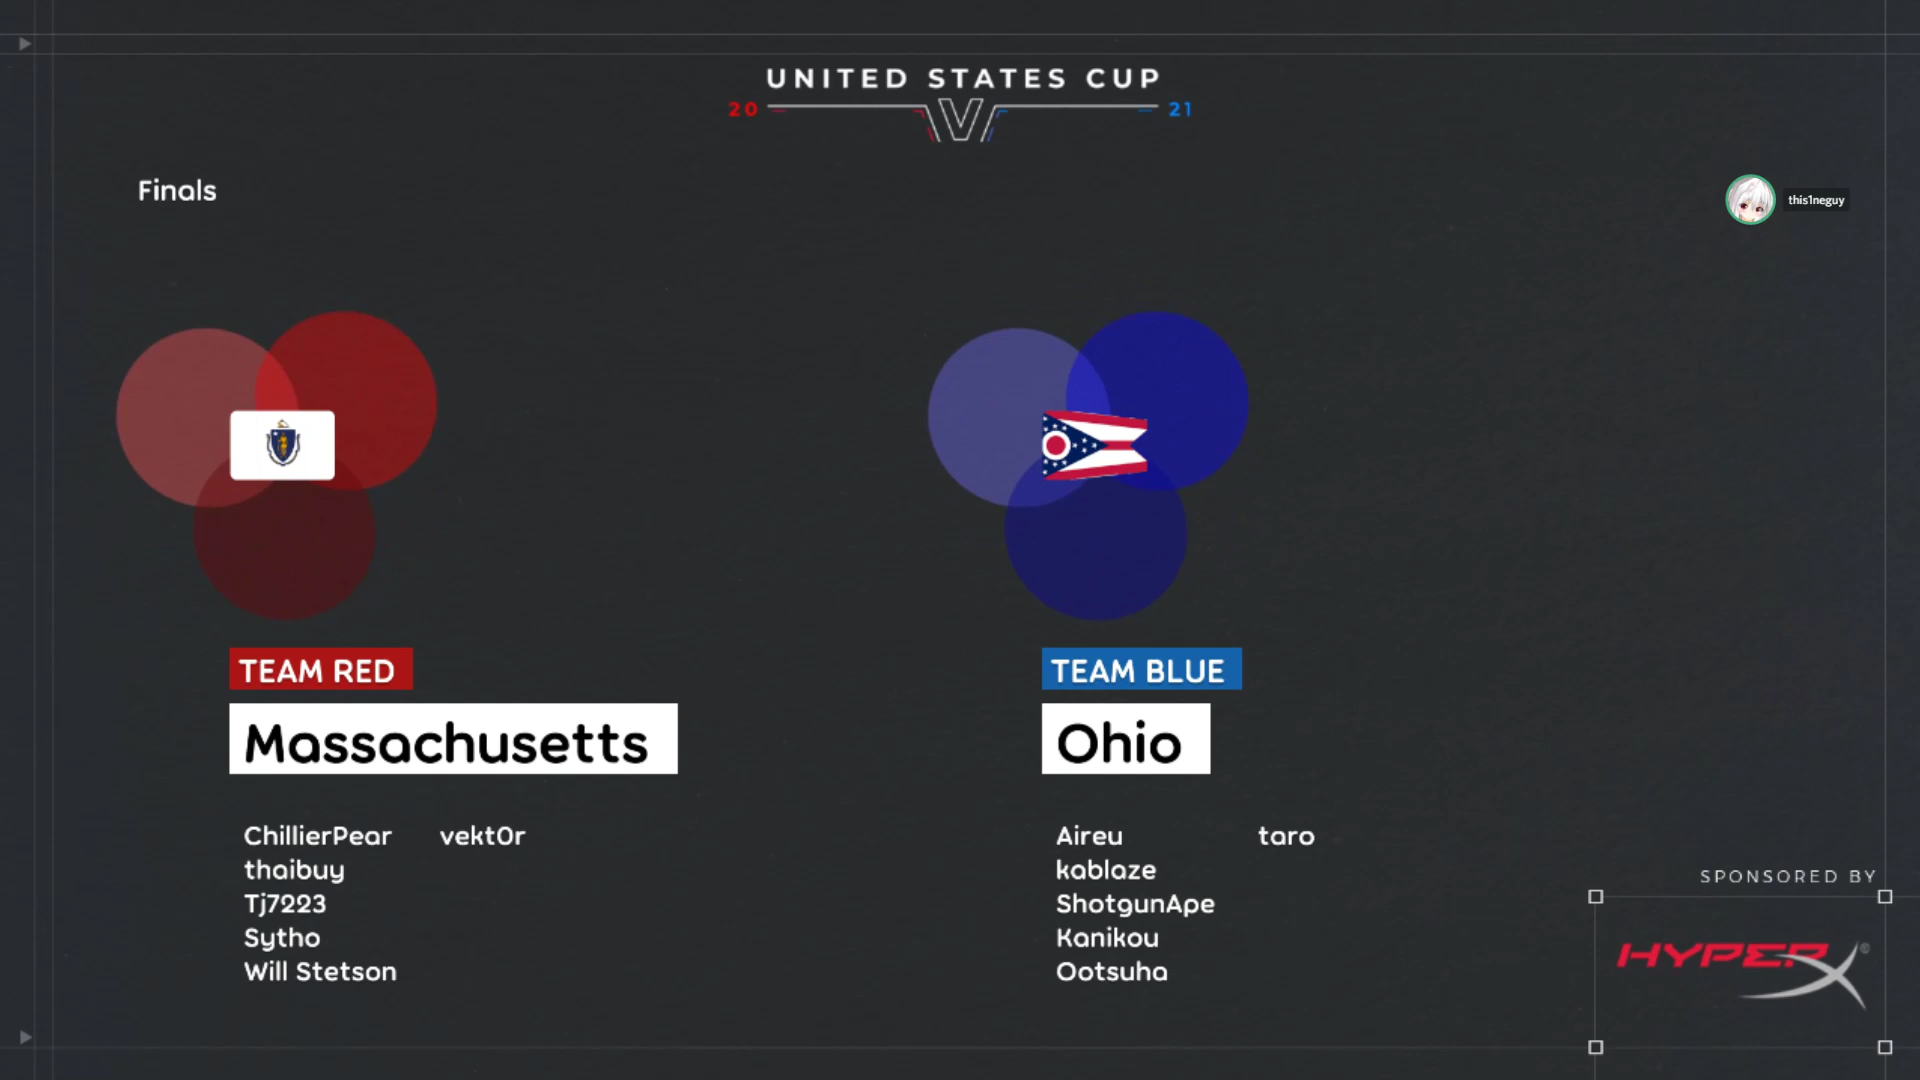 UNITED STATES CUP
20 V 21
Finals
this1neguy
TEAM RED
Massachusetts
ChillierPear vekt0r
thaibuy
Tj7223
Sytho
Will Stetson
TEAM BLUE
Ohio
Aireu taro
kablaze
ShotgunApe
Kanikou
Ootsuha
SPONSORED BY
HYPERX®